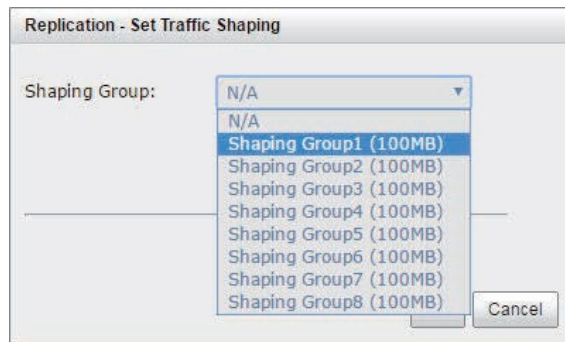 Replication - Set Traffic Shaping
Shaping Group:
N/A
N/A
Shaping Group1 (100MB)
Shaping Group2 (100MB)
Shaping Group3 (100MB)
Shaping Group4 (100MB)
Shaping Group5 (100MB)
Shaping Group6 (100MB)
Shaping Group7 (100MB)
Shaping Group8 (100MB)
Cancel